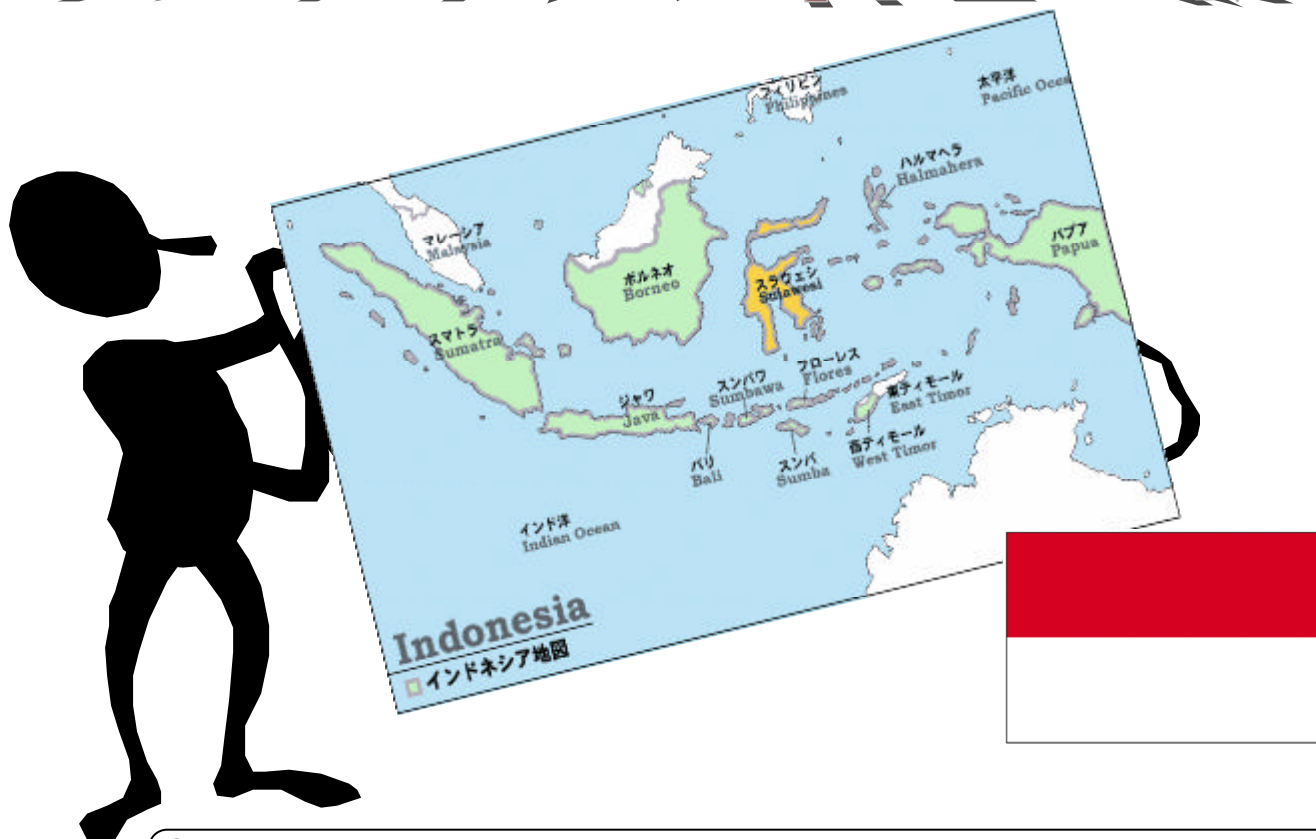 フィリピン
Philippines
太平洋
Pacific Ocea
ハルマヘラ
Halmahera
マレーシア
Malaysia
パプア
Papua
ボルネオ
Borneo
スラウェシ
Sulawesi
スマトラ
Sumatra
フローレス
Flores
スンバワ
Sumbawa
ジャワ
Java
東ティモール
East Timor
西ティモール
West Timor
バリ
Bali
スンバ
Sumba
インド洋
Indian Ocean
Indonesia
インドネシア地図